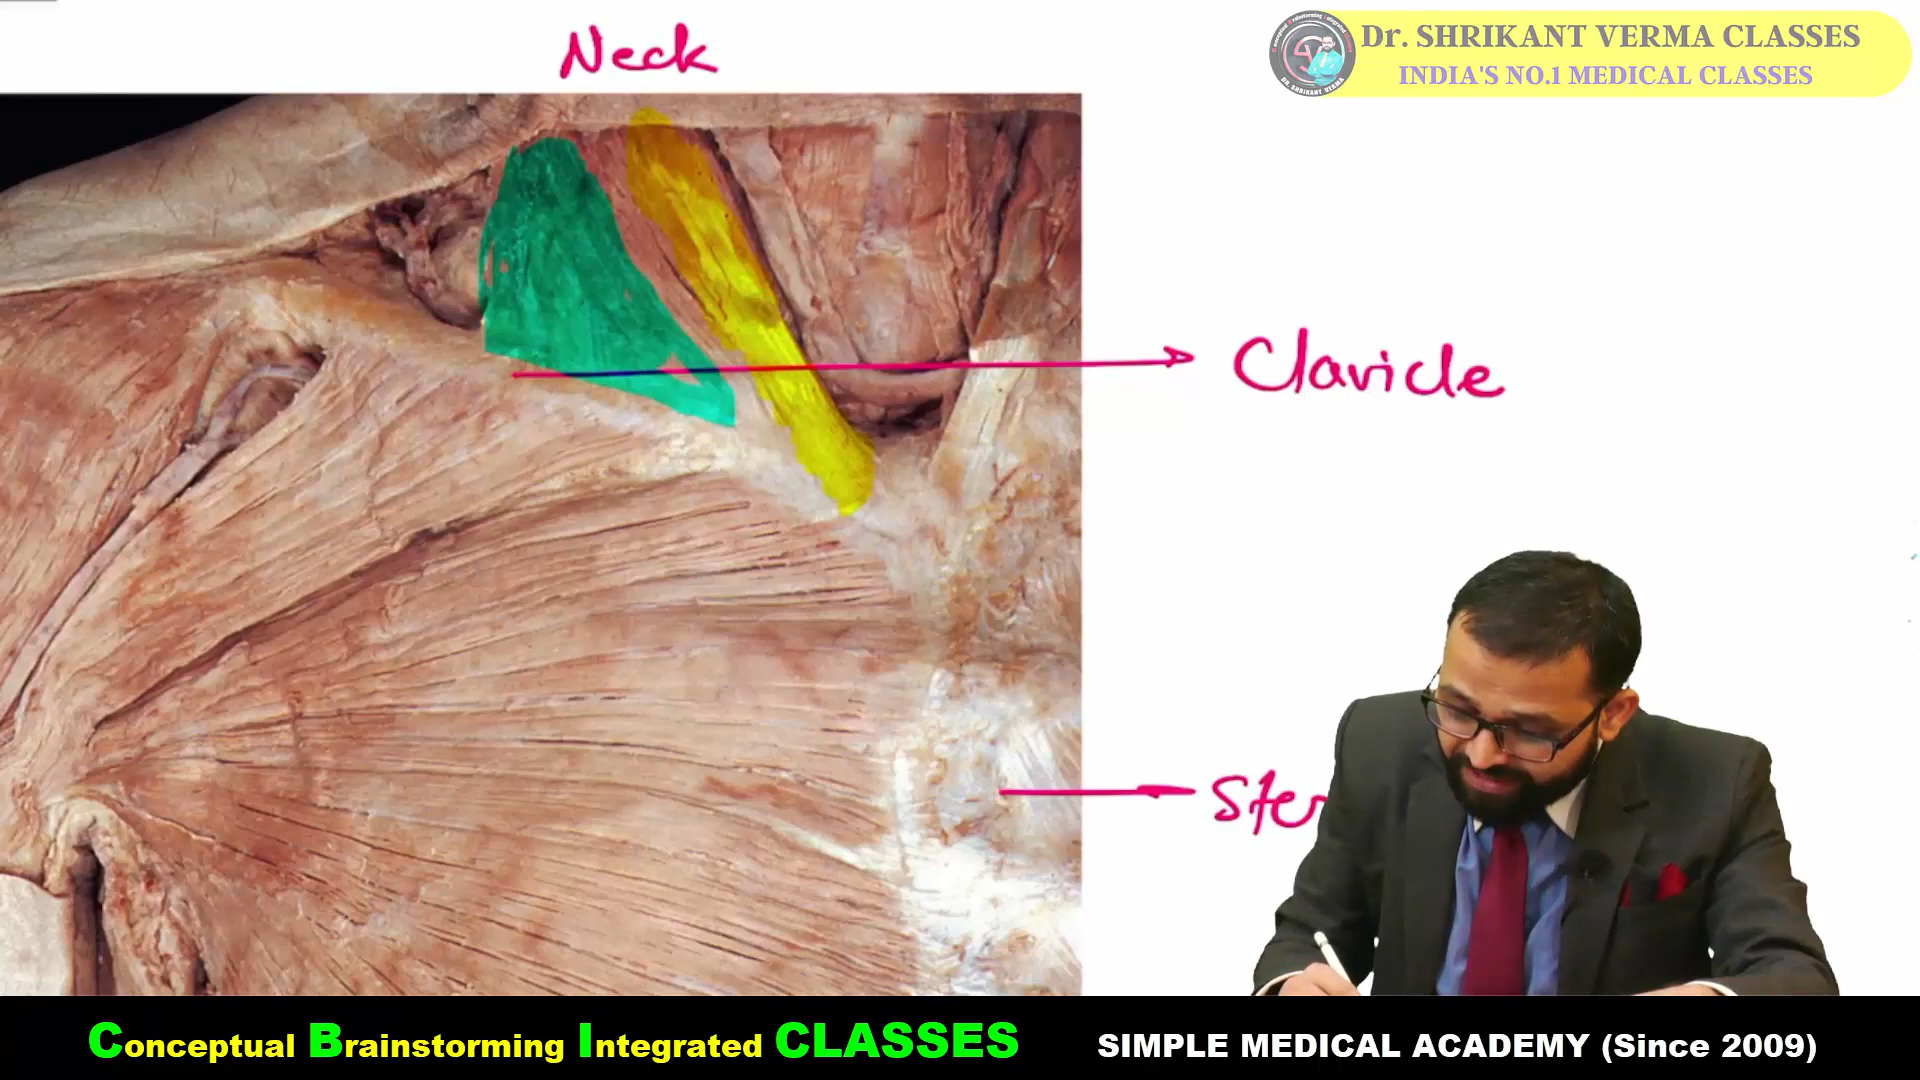 Neck
Dr. SHRIKANT VERMA CLASSES
INDIA'S NO.1 MEDICAL CLASSES
Clavicle
Ster
Conceptual Brainstorming Integrated CLASSES
SIMPLE MEDICAL ACADEMY (Since 2009)